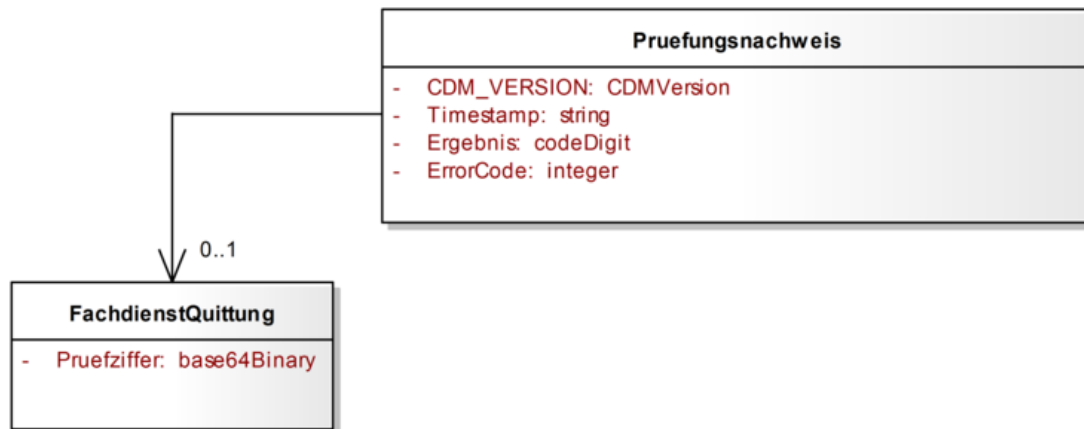 Pruefungsnachweis
- CDM_VERSION: CDMVersion
- Timestamp: string
- Ergebnis: codeDigit
- ErrorCode: integer
0..1
FachdienstQuittung
- Pruefziffer: base64Binary